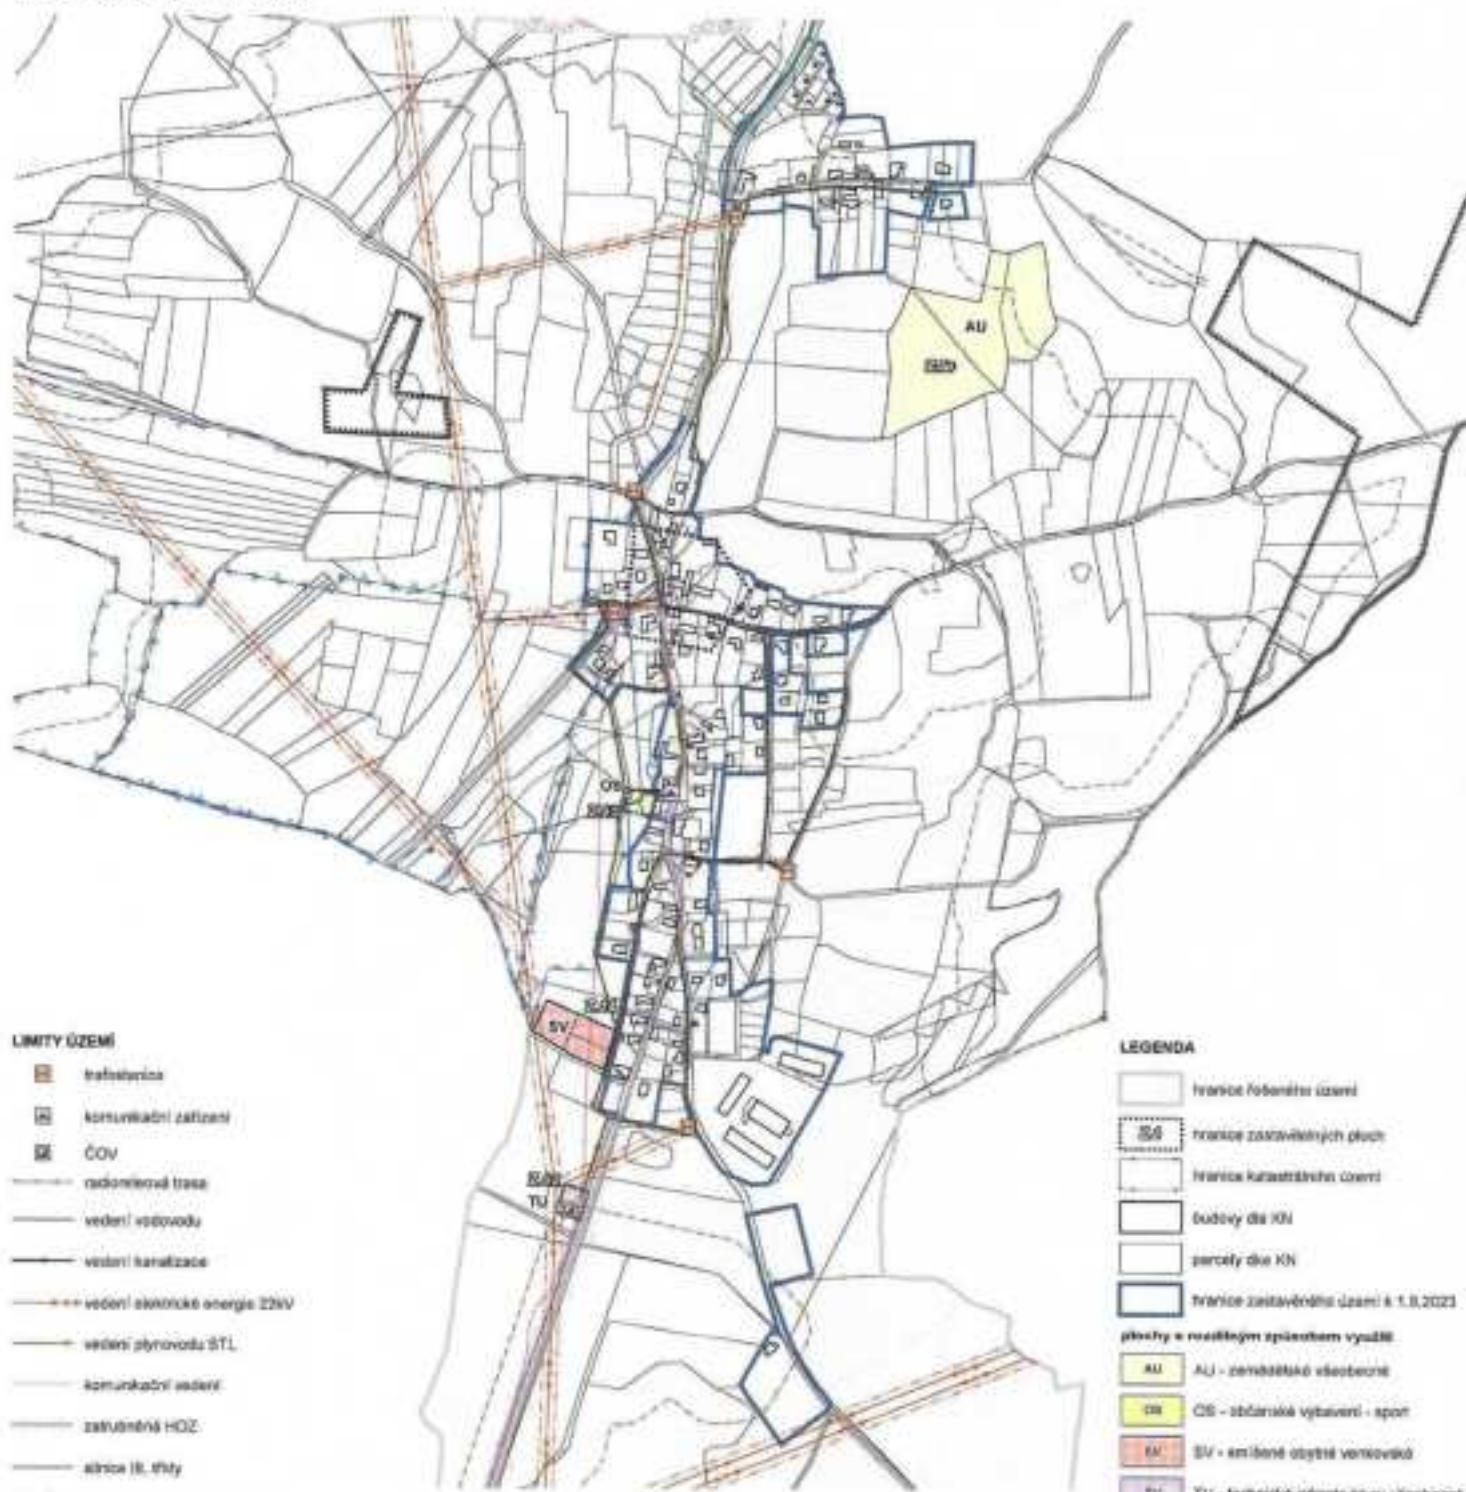 AU
OS
SV
TU
LIMITY ÚZEMÍ
trafostanice
komunikační zařízení
ČOV
radioreleová trasa
vedení vodovodu
vedení kanalizace
vedení elektrické energie 22kV
vedení plynovodu STL
komunikační vedení
zatrubněná HOZ
silnice III. třídy
LEGENDA
hranice řešeného území
hranice zastavitelných ploch
hranice katastrálního území
budovy dle KN
parcely dke KN
hranice zastavěného území k 1.8.2023
plochy s rozdílným způsobem využití
AU AU - zemědělské všeobecné
OS OS - občanské vybavení - sport
SV SV - smíšené obytné venkovské